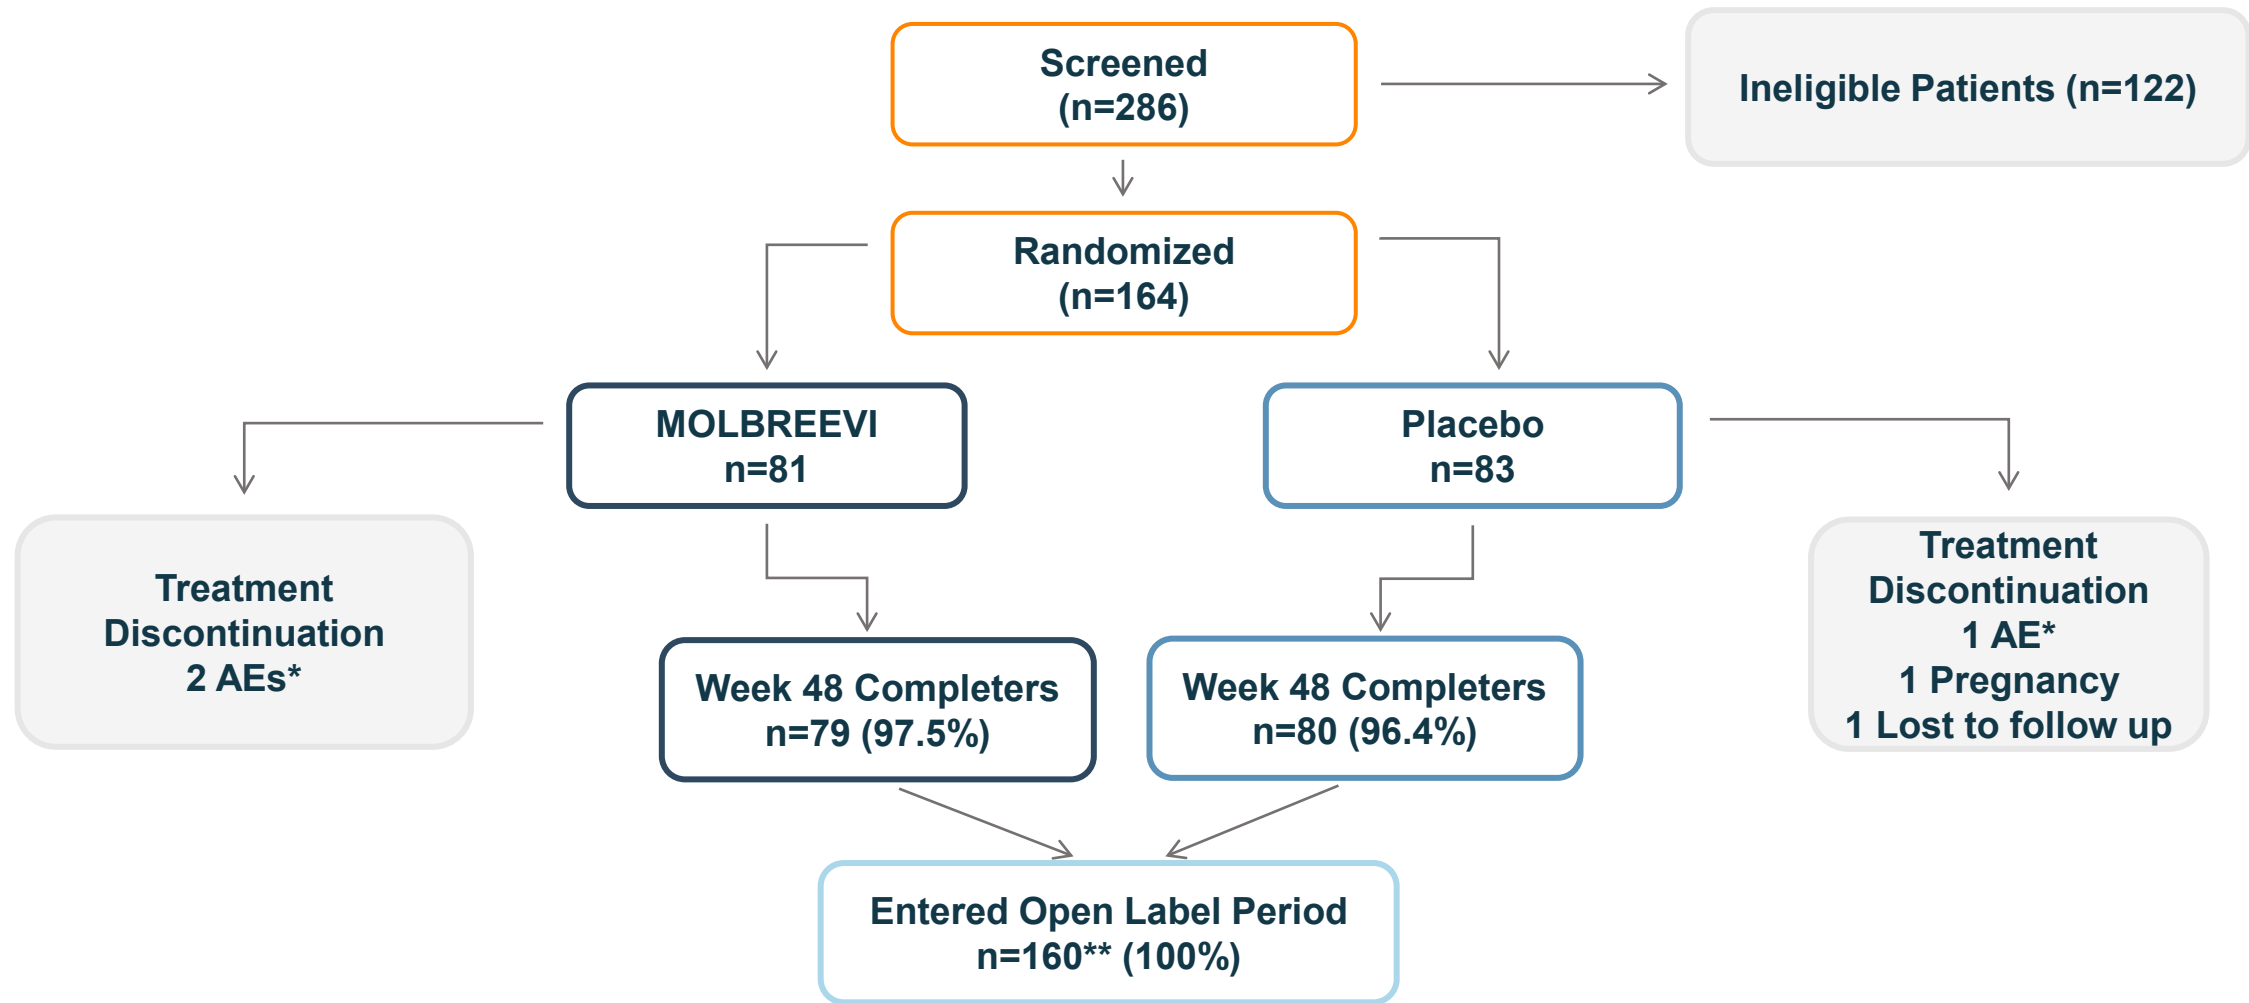 Screened
(n=286)
Ineligible Patients (n=122)
Randomized
(n=164)
MOLBREEVI
n=81
Placebo
n=83
Treatment
Discontinuation
2 AEs*
Week 48 Completers
n=79 (97.5%)
Week 48 Completers
n=80 (96.4%)
Treatment
Discontinuation
1 AE*
1 Pregnancy
1 Lost to follow up
Entered Open Label Period
n=160** (100%)